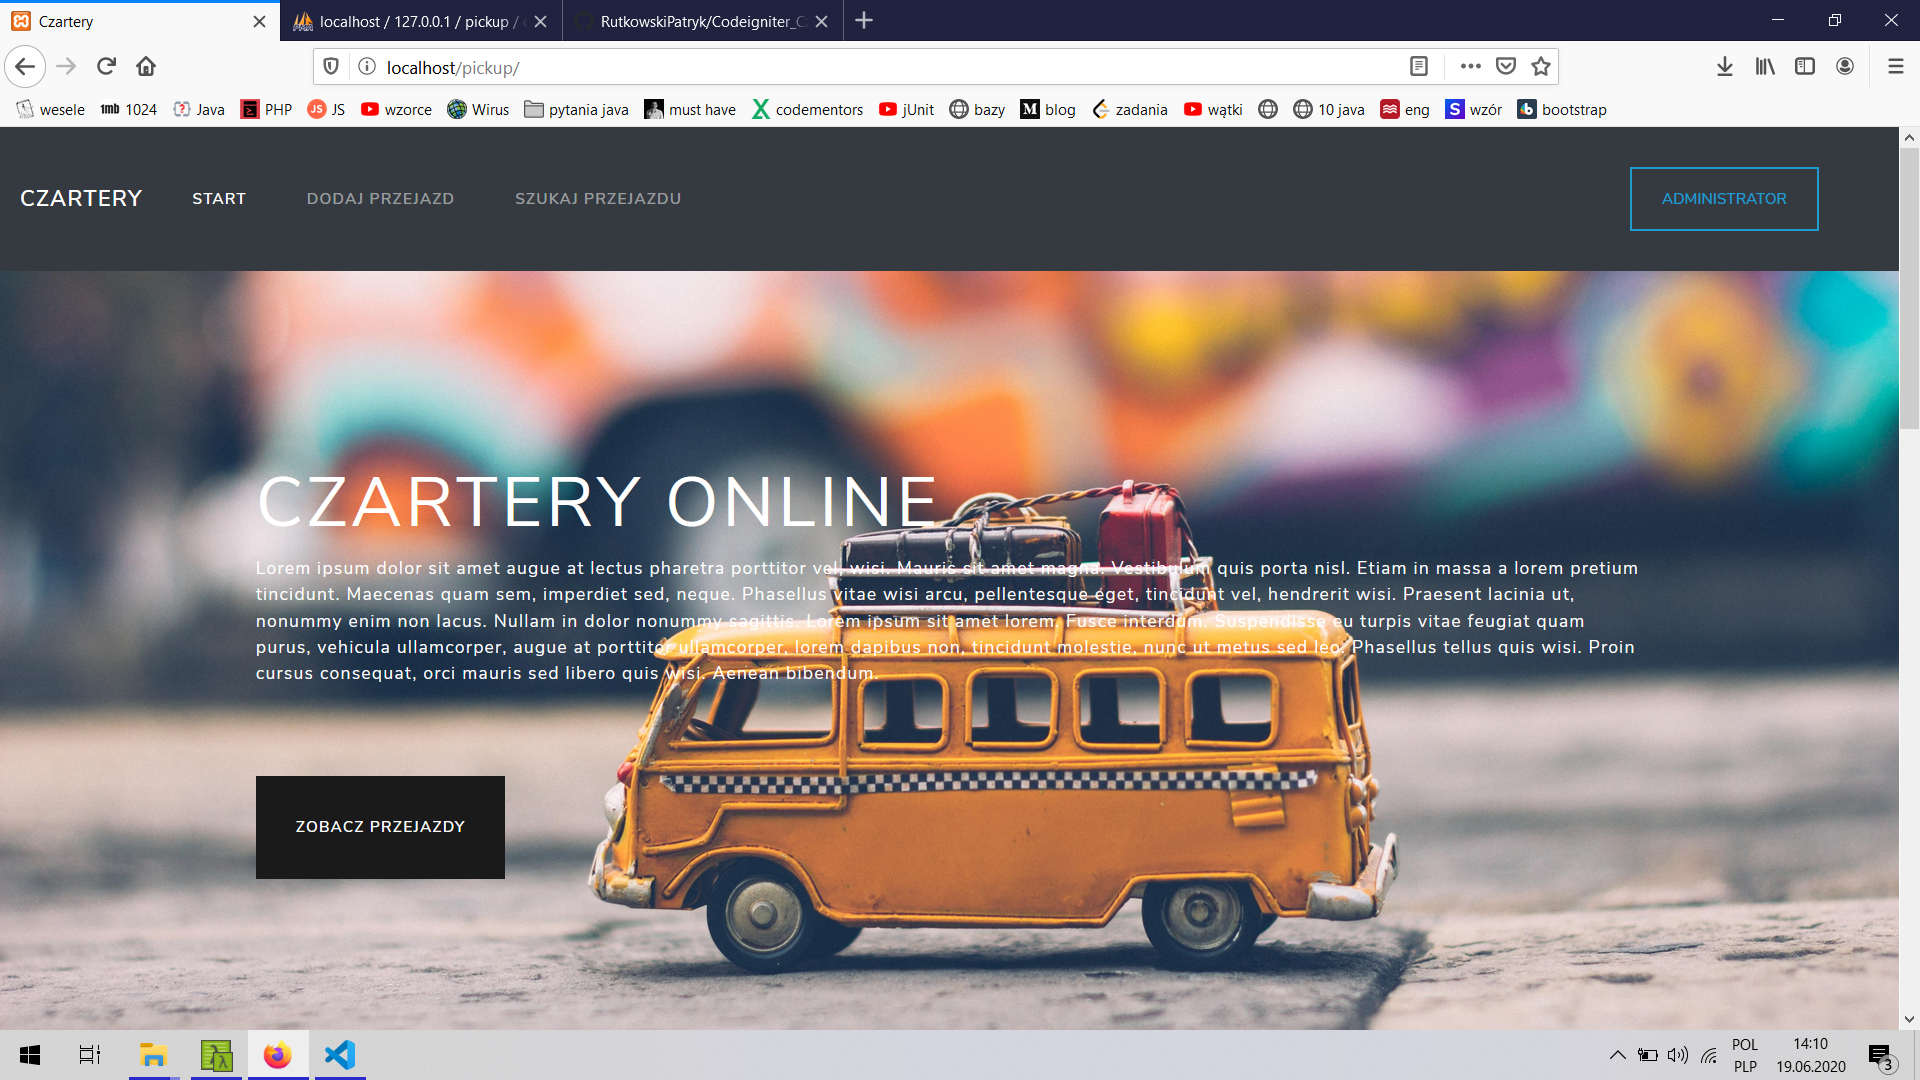 Czartery
localhost / 127.0.0.1 / pickup /
RutkowskiPatryk/Codeigniter_C
localhost/pickup/
wesele
1mb 1024
Java
PHP
JS JS
wzorce
Wirus
pytania java
must have
codementors
jUnit
bazy
M blog
zadania
wątki
10 java
eng
S wzór
b bootstrap
CZARTERY
START
DODAJ PRZEJAZD
SZUKAJ PRZEJAZDU
ADMINISTRATOR
CZARTERY ONLINE
Lorem ipsum dolor sit amet augue at lectus pharetra porttitor vel, wisi. Mauris sit amet magna. Vestibulum quis porta nisl. Etiam in massa a lorem pretium
tincidunt. Maecenas quam sem, imperdiet sed, neque. Phasellus vitae wisi arcu, pellentesque eget, tincidunt vel, hendrerit wisi. Praesent lacinia ut,
nonummy enim non lacus. Nullam in dolor nonummy sagittis. Lorem ipsum sit amet lorem. Fusce interdum. Suspendisse eu turpis vitae feugiat quam
purus, vehicula ullamcorper, augue at porttitor ullamcorper, lorem dapibus non, tincidunt molestie, nunc ut metus sed leo. Phasellus tellus quis wisi. Proin
cursus consequat, orci mauris sed libero quis wisi. Aenean bibendum.
ZOBACZ PRZEJAZDY
POL
PLP
14:10
19.06.2020
3